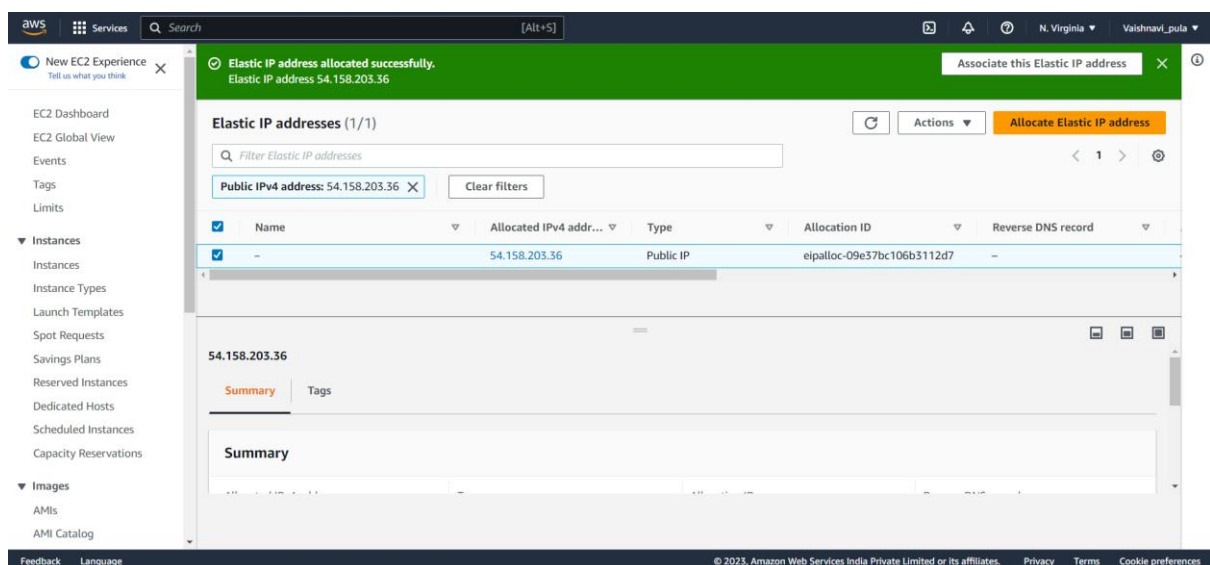 aws Services Search [Alt+S] N. Virginia Vaishnavi_pula
New EC2 Experience
Tell us what you think
EC2 Dashboard
EC2 Global View
Events
Tags
Limits
Instances
Instances
Instance Types
Launch Templates
Spot Requests
Savings Plans
Reserved Instances
Dedicated Hosts
Scheduled Instances
Capacity Reservations
Images
AMIs
AMI Catalog
Elastic IP address allocated successfully.
Elastic IP address 54.158.203.36
Associate this Elastic IP address
Elastic IP addresses (1/1)
Actions
Allocate Elastic IP address
Filter Elastic IP addresses
1
Public IPv4 address: 54.158.203.36
Clear filters
Name Allocated IPv4 addr... Type Allocation ID Reverse DNS record
– 54.158.203.36 Public IP eipalloc-09e37bc106b3112d7 –
54.158.203.36
Summary Tags
Summary
Feedback Language © 2023, Amazon Web Services India Private Limited or its affiliates. Privacy Terms Cookie preferences